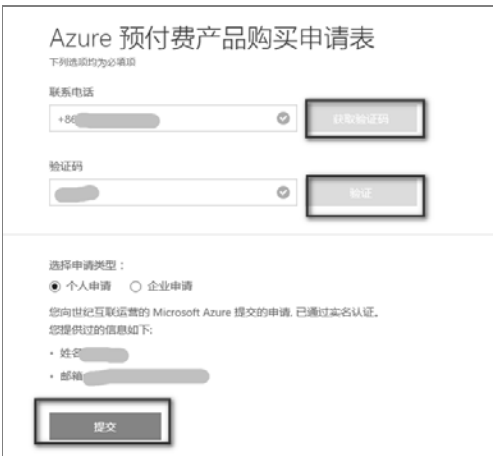 Azure 预付费产品购买申请表
下列选项均为必填项
联系电话
+86
获取验证码
验证码
验证
选择申请类型：
个人申请 企业申请
您向世纪互联运营的 Microsoft Azure 提交的申请, 已通过实名认证。
您提供过的信息如下:
• 姓名
• 邮箱
提交